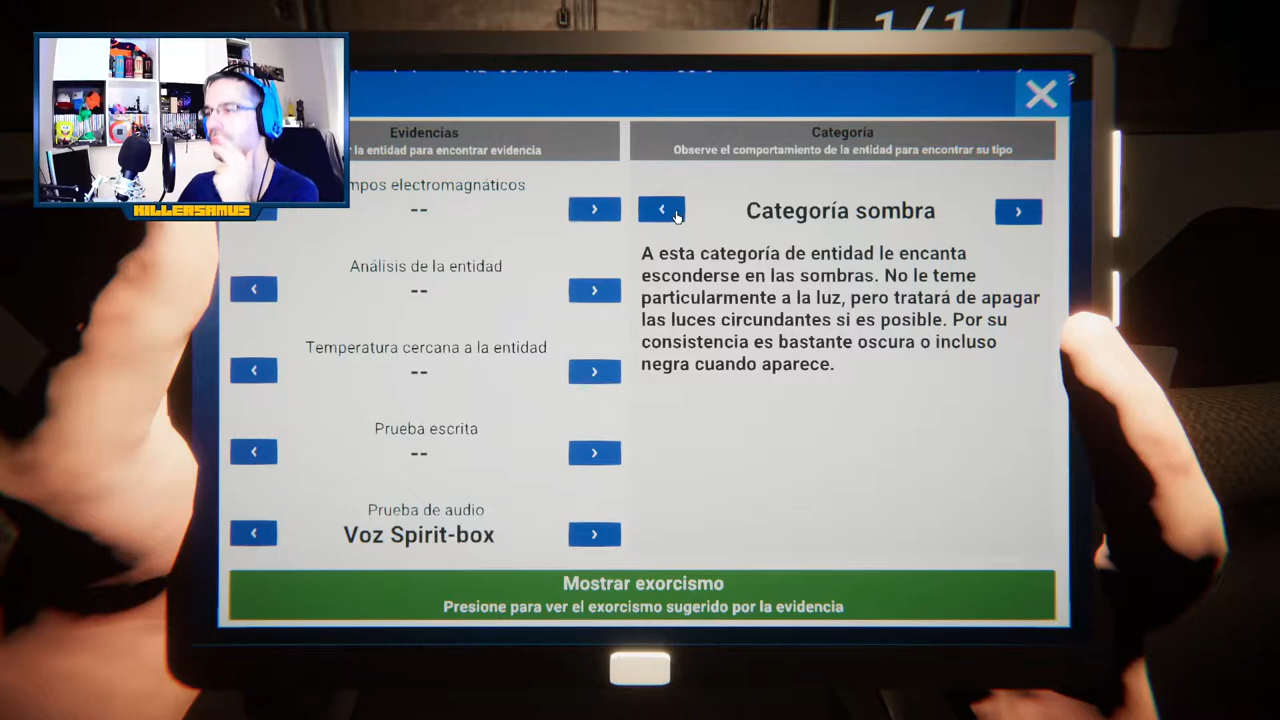 1/1
Evidencias
Categoría
la entidad para encontrar evidencia
Observe el comportamiento de la entidad para encontrar su tipo
KILLERSAMUS
mpos electromagnéticos
--
Categoría sombra
A esta categoría de entidad le encanta
esconderse en las sombras. No le teme
particularmente a la luz, pero tratará de apagar
las luces circundantes si es posible. Por su
consistencia es bastante oscura o incluso
negra cuando aparece.
Análisis de la entidad
--
Temperatura cercana a la entidad
--
Prueba escrita
--
Prueba de audio
Voz Spirit-box
Mostrar exorcismo
Presione para ver el exorcismo sugerido por la evidencia